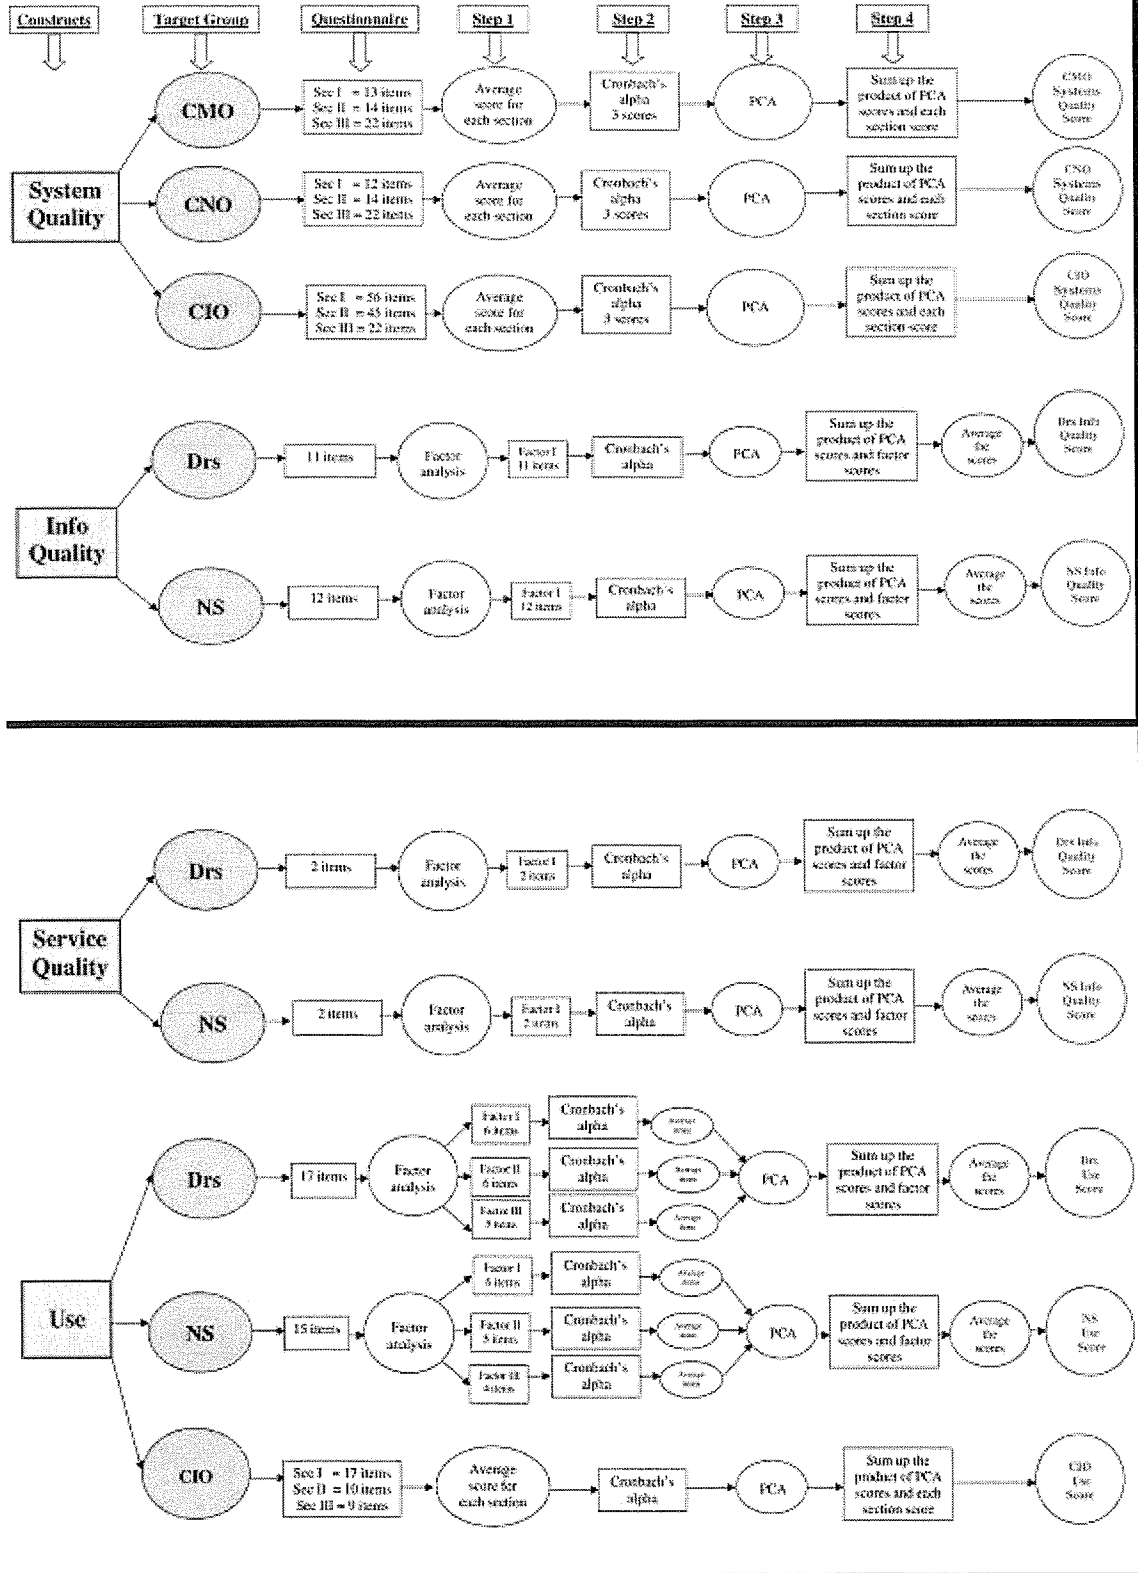 Constructs
Target Group
Questionnaire
Step 1
Step 2
Step 3
Step 4
System
Quality
CMO
Sec I = 13 items
Sec II = 14 items
Sec III = 22 items
Average
score for
each section
Cronbach's
alpha
3 scores
PCA
Sum up the
product of PCA
scores and each
section score
CMO
Systems
Quality
Score
CNO
Sec I = 12 items
Sec II = 14 items
Sec III = 22 items
Average
score for
each section
Cronbach's
alpha
3 scores
PCA
Sum up the
product of PCA
scores and each
section score
CNO
Systems
Quality
Score
CIO
Sec I = 56 items
Sec II = 45 items
Sec III = 22 items
Average
score for
each section
Cronbach's
alpha
3 scores
PCA
Sum up the
product of PCA
scores and each
section score
CIO
Systems
Quality
Score
Info
Quality
Drs
11 items
Factor
analysis
Factor I
11 items
Cronbach's
alpha
PCA
Sum up the
product of PCA
scores and factor
scores
Average
the
scores
Drs Info
Quality
Score
NS
12 items
Factor
analysis
Factor I
12 items
Cronbach's
alpha
PCA
Sum up the
product of PCA
scores and factor
scores
Average
the
scores
NS Info
Quality
Score
Service
Quality
Drs
2 items
Factor
analysis
Factor I
2 items
Cronbach's
alpha
PCA
Sum up the
product of PCA
scores and factor
scores
Average
the
scores
Drs Info
Quality
Score
NS
2 items
Factor
analysis
Factor I
2 items
Cronbach's
alpha
PCA
Sum up the
product of PCA
scores and factor
scores
Average
the
scores
NS Info
Quality
Score
Use
Drs
17 items
Factor
analysis
Factor I
6 items
Cronbach's
alpha
Average
Factor II
6 items
Cronbach's
alpha
Average
Factor III
5 items
Cronbach's
alpha
Average
PCA
Sum up the
product of PCA
scores and factor
scores
Average
the
scores
Drs
Use
Score
NS
15 items
Factor
analysis
Factor I
items
Cronbach's
alpha
Average
Factor II
5 items
Cronbach's
alpha
Average
Factor III
4 items
Cronbach's
alpha
Average
PCA
Sum up the
product of PCA
scores and factor
scores
Average
the
scores
NS
Use
Score
CIO
Sec I = 17 items
Sec II = 10 items
Sec III = 9 items
Average
score for
each section
Cronbach's
alpha
PCA
Sum up the
product of PCA
scores and each
section score
CIO
Use
Score